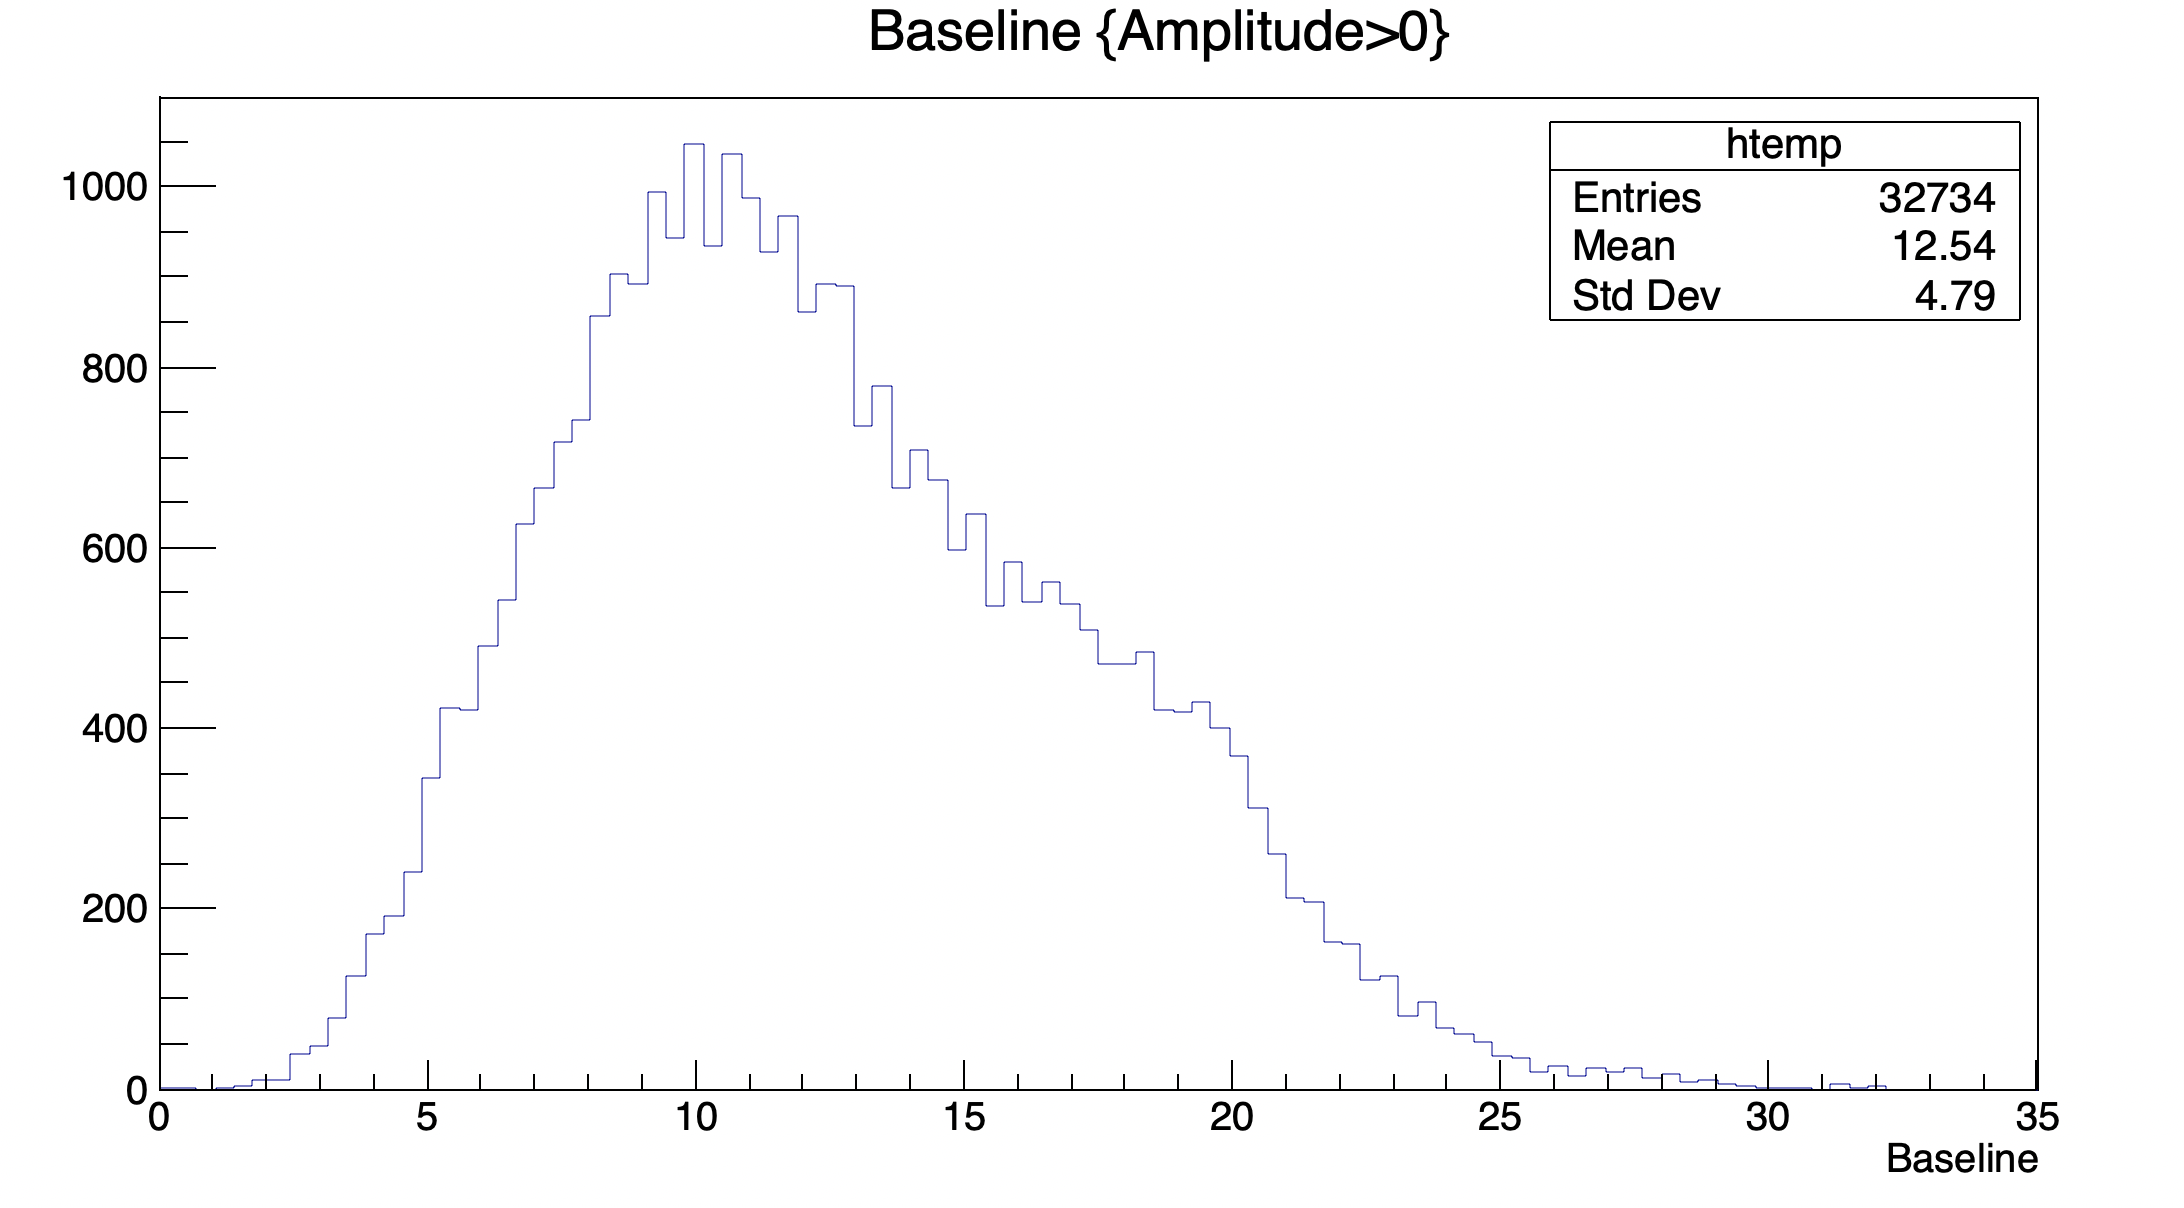 Baseline {Amplitude>0}
htemp
Entries 32734
Mean 12.54
Std Dev 4.79
1000
800
600
400
200
0
0 5 10 15 20 25 30 35
Baseline